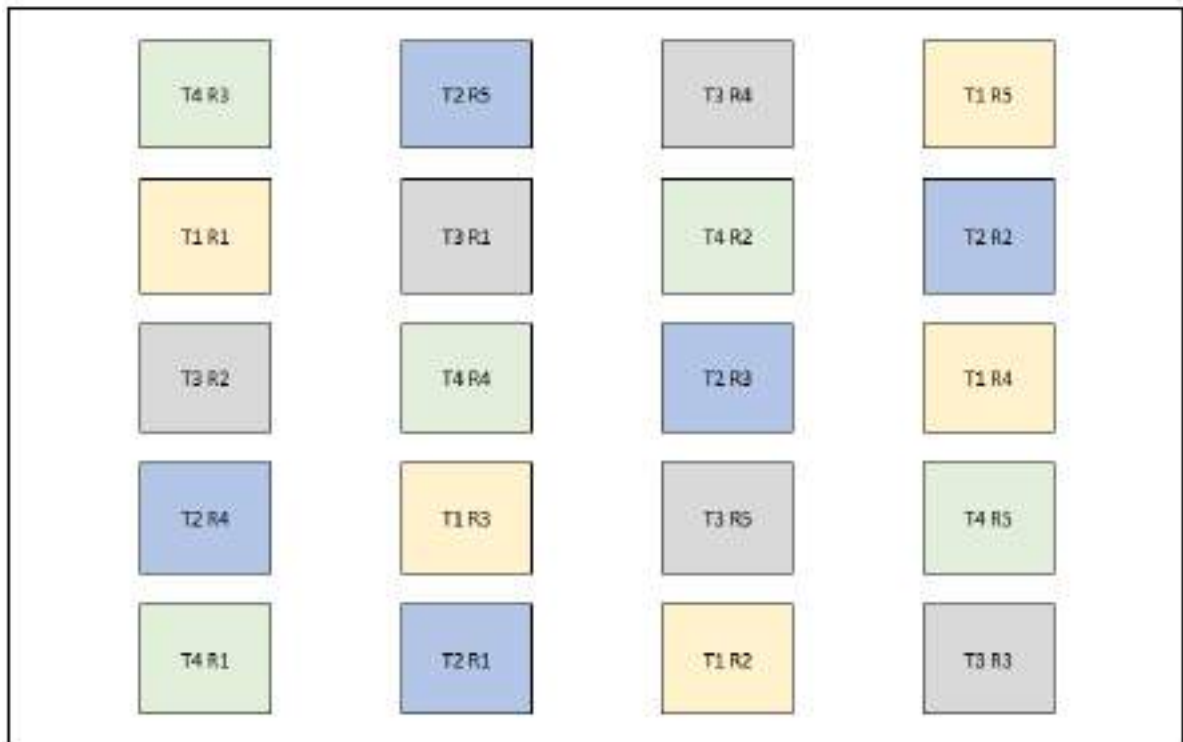 T4 R3 T2 R5 T3 R4 T1 R5
T1 R1 T3 R1 T4 R2 T2 R2
T3 R2 T4 R4 T2 R3 T1 R4
T2 R4 T1 R3 T3 R5 T4 R5
T4 R1 T2 R1 T1 R2 T3 R3